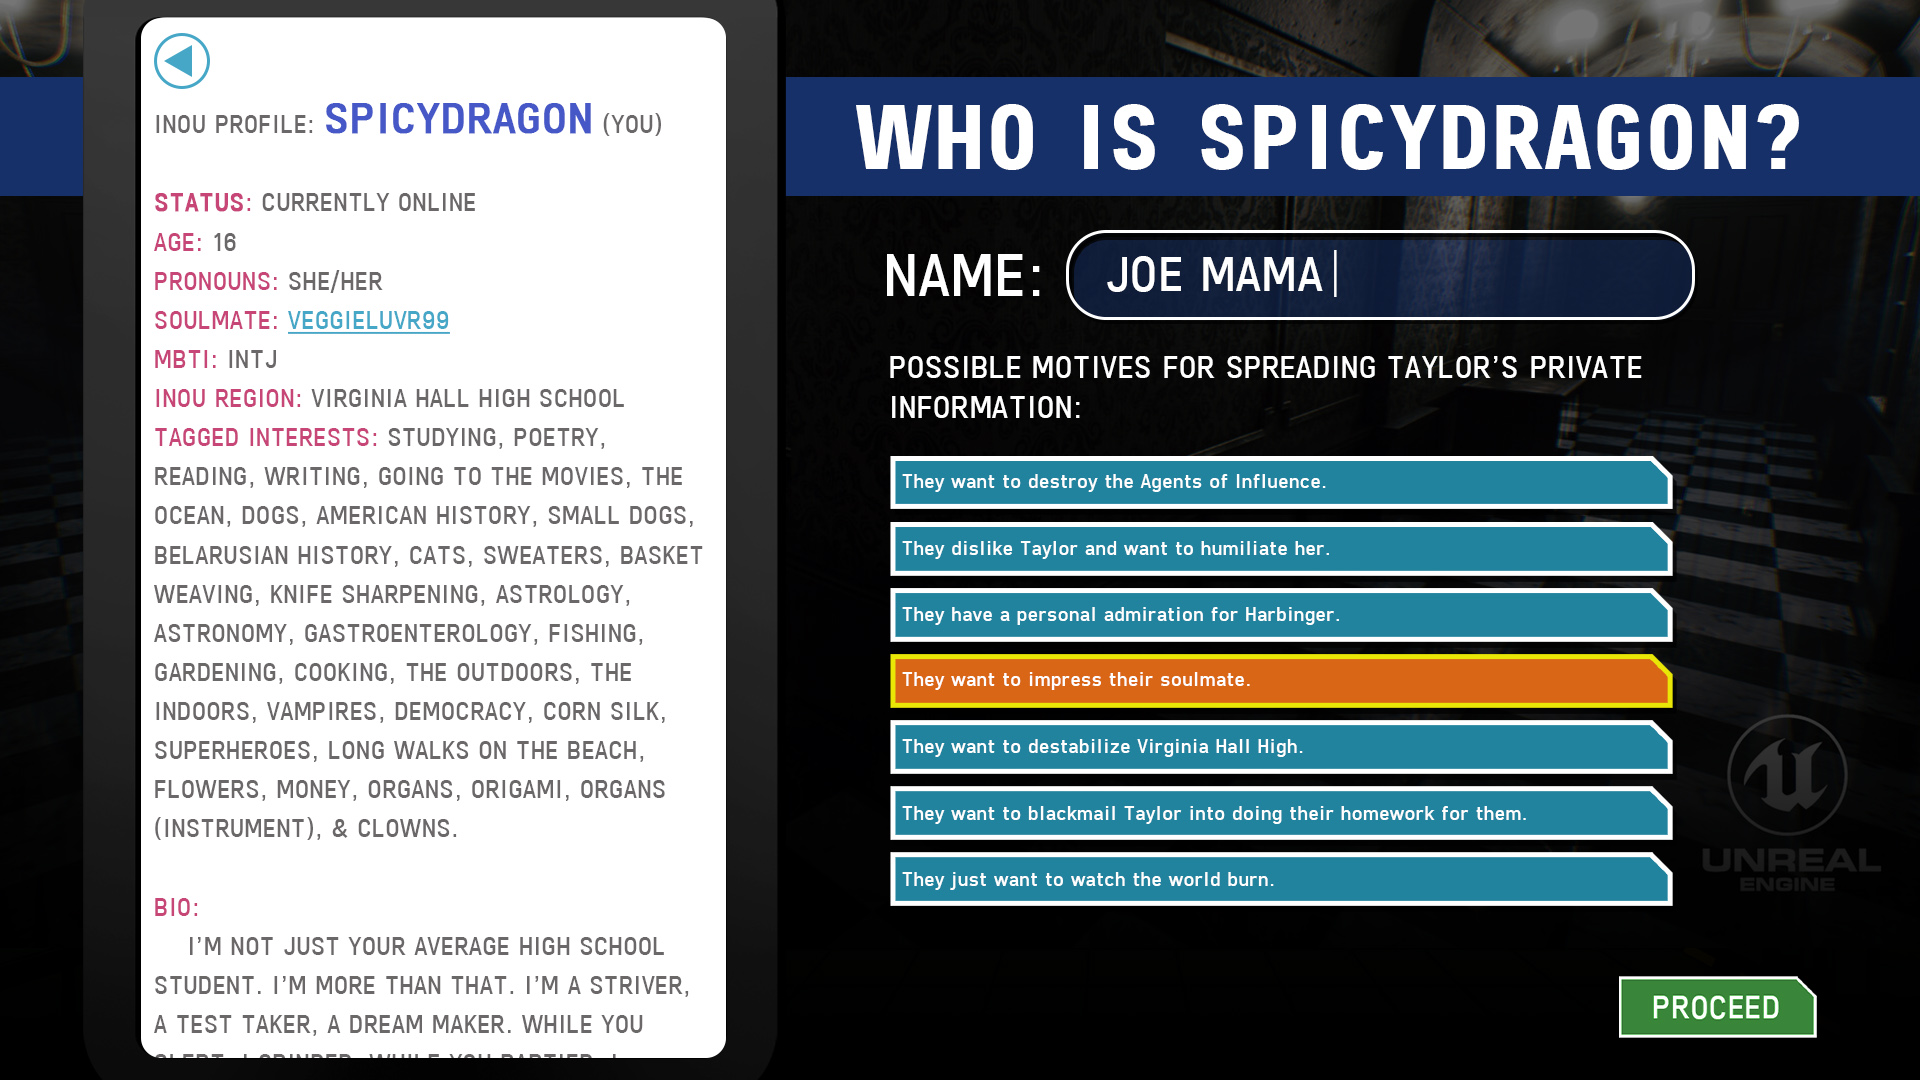 INOU PROFILE: SPICYDRAGON (YOU)
STATUS: CURRENTLY ONLINE
AGE: 16
PRONOUNS: SHE/HER
SOULMATE: VEGGIELUVR99
MBTI: INTJ
INOU REGION: VIRGINIA HALL HIGH SCHOOL
TAGGED INTERESTS: STUDYING, POETRY,
READING, WRITING, GOING TO THE MOVIES, THE
OCEAN, DOGS, AMERICAN HISTORY, SMALL DOGS,
BELARUSIAN HISTORY, CATS, SWEATERS, BASKET
WEAVING, KNIFE SHARPENING, ASTROLOGY,
ASTRONOMY, GASTROENTEROLOGY, FISHING,
GARDENING, COOKING, THE OUTDOORS, THE
INDOORS, VAMPIRES, DEMOCRACY, CORN SILK,
SUPERHEROES, LONG WALKS ON THE BEACH,
FLOWERS, MONEY, ORGANS, ORIGAMI, ORGANS
(INSTRUMENT), & CLOWNS.
BIO:
I'M NOT JUST YOUR AVERAGE HIGH SCHOOL
STUDENT. I'M MORE THAN THAT. I'M A STRIVER,
A TEST TAKER, A DREAM MAKER. WHILE YOU
WHO IS SPICYDRAGON?
NAME: JOE MAMA
POSSIBLE MOTIVES FOR SPREADING TAYLOR'S PRIVATE
INFORMATION:
They want to destroy the Agents of Influence.
They dislike Taylor and want to humiliate her.
They have a personal admiration for Harbinger.
They want to impress their soulmate.
They want to destabilize Virginia Hall High.
They want to blackmail Taylor into doing their homework for them.
They just want to watch the world burn.
UNREAL
ENGINE
PROCEED